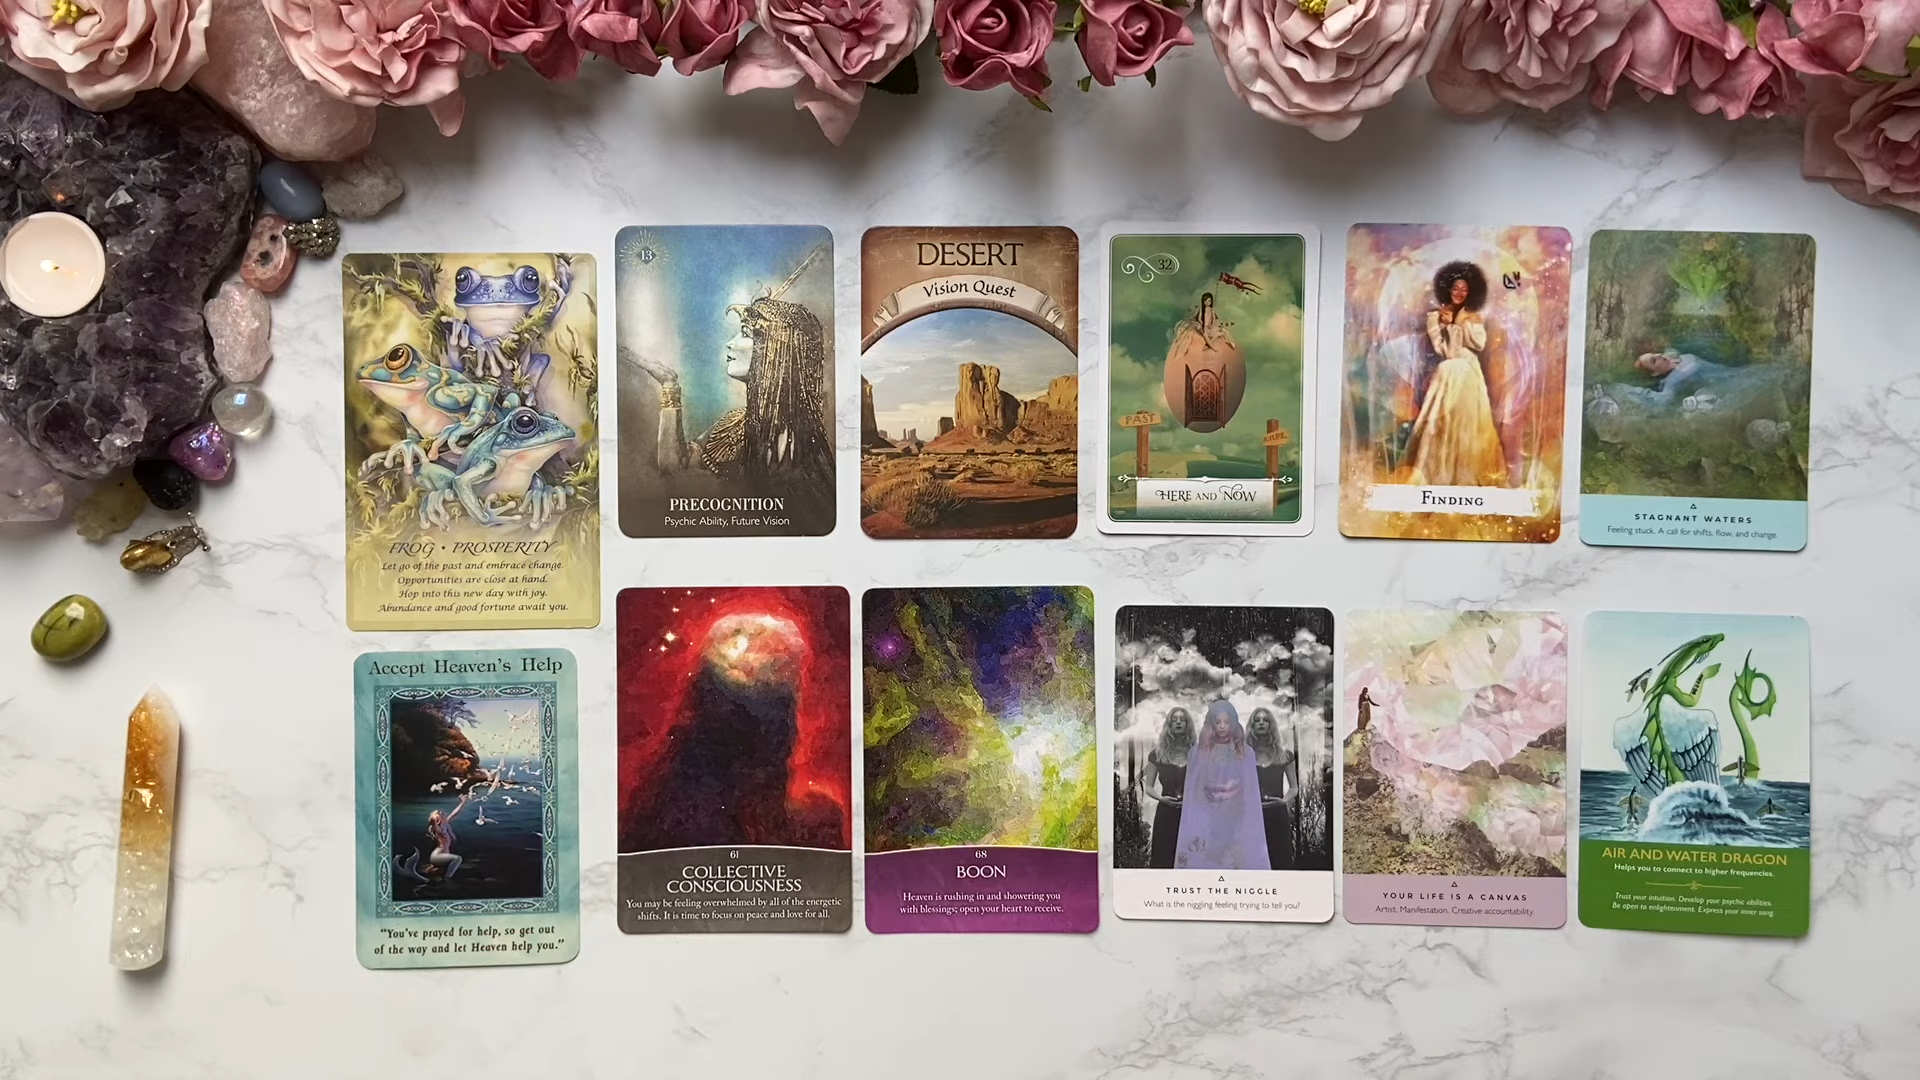 FROG • PROSPERITY
Let go of the past and embrace change.
Opportunities are close at hand.
Hop into this new day with joy.
Abundance and good fortune await you.
13
PRECOGNITION
Psychic Ability, Future Vision
DESERT
Vision Quest
32
PAST
FUTURE
HERE AND NOW
FINDING
STAGNANT WATERS
Feeling stuck. A call for shifts, flow, and change.
Accept Heaven's Help
"You've prayed for help, so get out
of the way and let Heaven help you."
61
COLLECTIVE
CONSCIOUSNESS
You may be feeling overwhelmed by all of the energetic
shifts. It is time to focus on peace and love for all.
68
BOON
Heaven is rushing in and showering you
with blessings; open your heart to receive.
TRUST THE NIGGLE
What is the niggling feeling trying to tell you?
YOUR LIFE IS A CANVAS
Artist. Manifestation. Creative accountability.
AIR AND WATER DRAGON
Helps you to connect to higher frequencies.
Trust your intuition. Develop your psychic abilities.
Be open to enlightenment. Express your inner song.